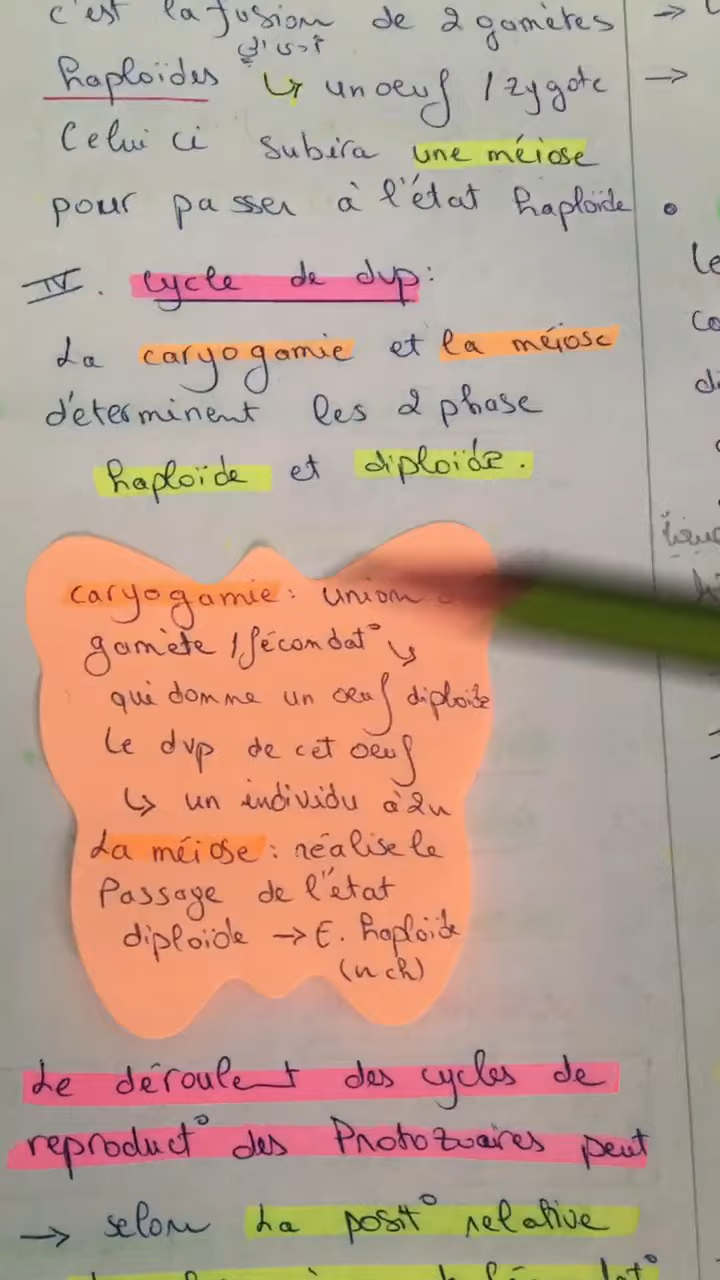 c'est la fusion de 2 gamètes
haploïdes ↳ un oeuf / zygote
Celui ci subira une méiose
pour passer à l'état haploïde
IV. cycle de dvp:
La caryogamie et la méiose
déterminent les 2 phase
haploïde et diploïde.
caryogamie: union
gamète / fécondat° ↳
qui donne un oeuf diploïde
Le dvp de cet oeuf
↳ un individu à 2n
La méiose: réalise le
Passage de l'état
diploïde → E. haploïde
(n ch)
Le déroulent des cycles de
reproduct° des Protozoaires peut
→ selon La posit° relative